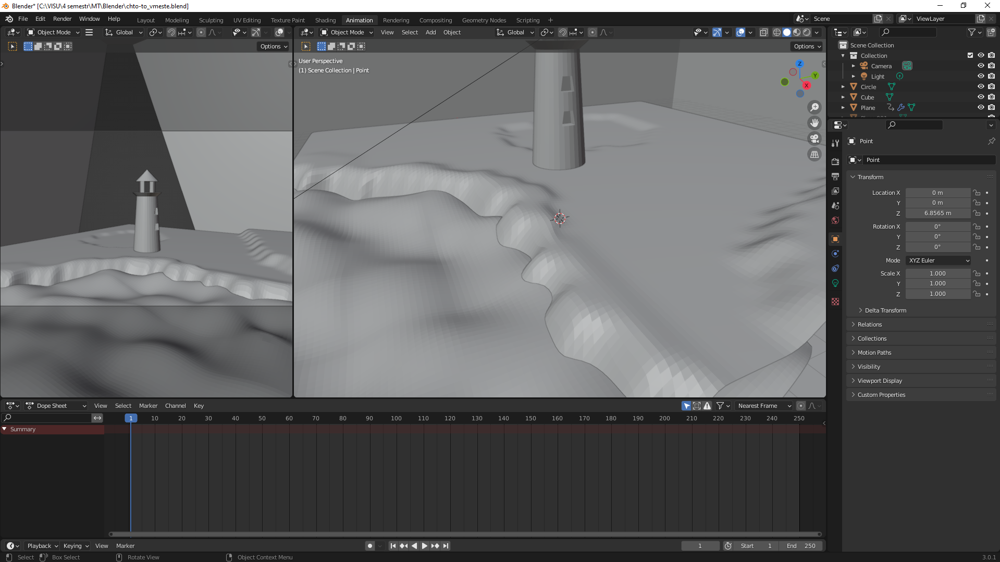 Blender* [C:\VISU\4 semestr\MT\Blender\chto-to_vmeste.blend]
File Edit Render Window Help Layout Modeling Sculpting UV Editing Texture Paint Shading Animation Rendering Compositing Geometry Nodes Scripting + Scene ViewLayer
Object Mode Global Object Mode View Select Add Object Global
Options Options
User Perspective
(1) Scene Collection | Point
Z
Y
X
Scene Collection
Collection
Camera
Light
Circle
Cube
Plane
Point
Point
Transform
Location X 0 m
Y 0 m
Z 6.8565 m
Rotation X 0°
Y 0°
Z 0°
Mode XYZ Euler
Scale X 1.000
Y 1.000
Z 1.000
Delta Transform
Relations
Collections
Motion Paths
Visibility
Viewport Display
Custom Properties
Dope Sheet View Select Marker Channel Key Nearest Frame
1 10 20 30 40 50 60 70 80 90 100 110 120 130 140 150 160 170 180 190 200 210 220 230 240 250
Summary
Playback Keying View Marker 1 Start 1 End 250
Select Box Select Rotate View Object Context Menu 3.0.1